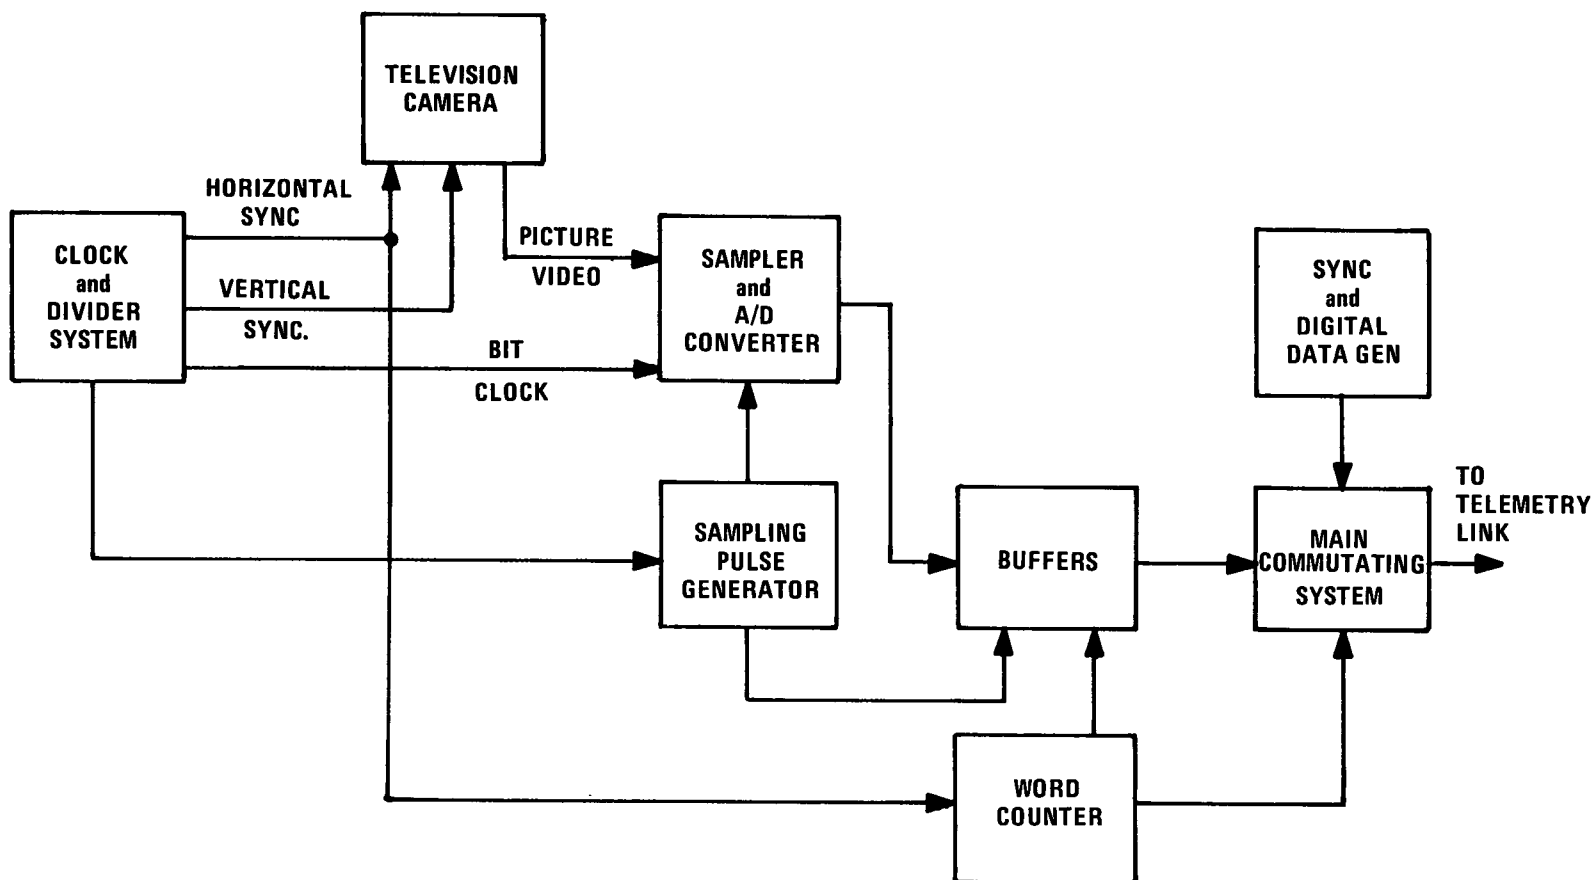 TELEVISION
CAMERA
HORIZONTAL
SYNC
CLOCK
and
DIVIDER
SYSTEM
VERTICAL
SYNC.
PICTURE
VIDEO
BIT
CLOCK
SAMPLER
and
A/D
CONVERTER
SYNC
and
DIGITAL
DATA GEN
SAMPLING
PULSE
GENERATOR
BUFFERS
MAIN
COMMUTATING
SYSTEM
TO
TELEMETRY
LINK
WORD
COUNTER